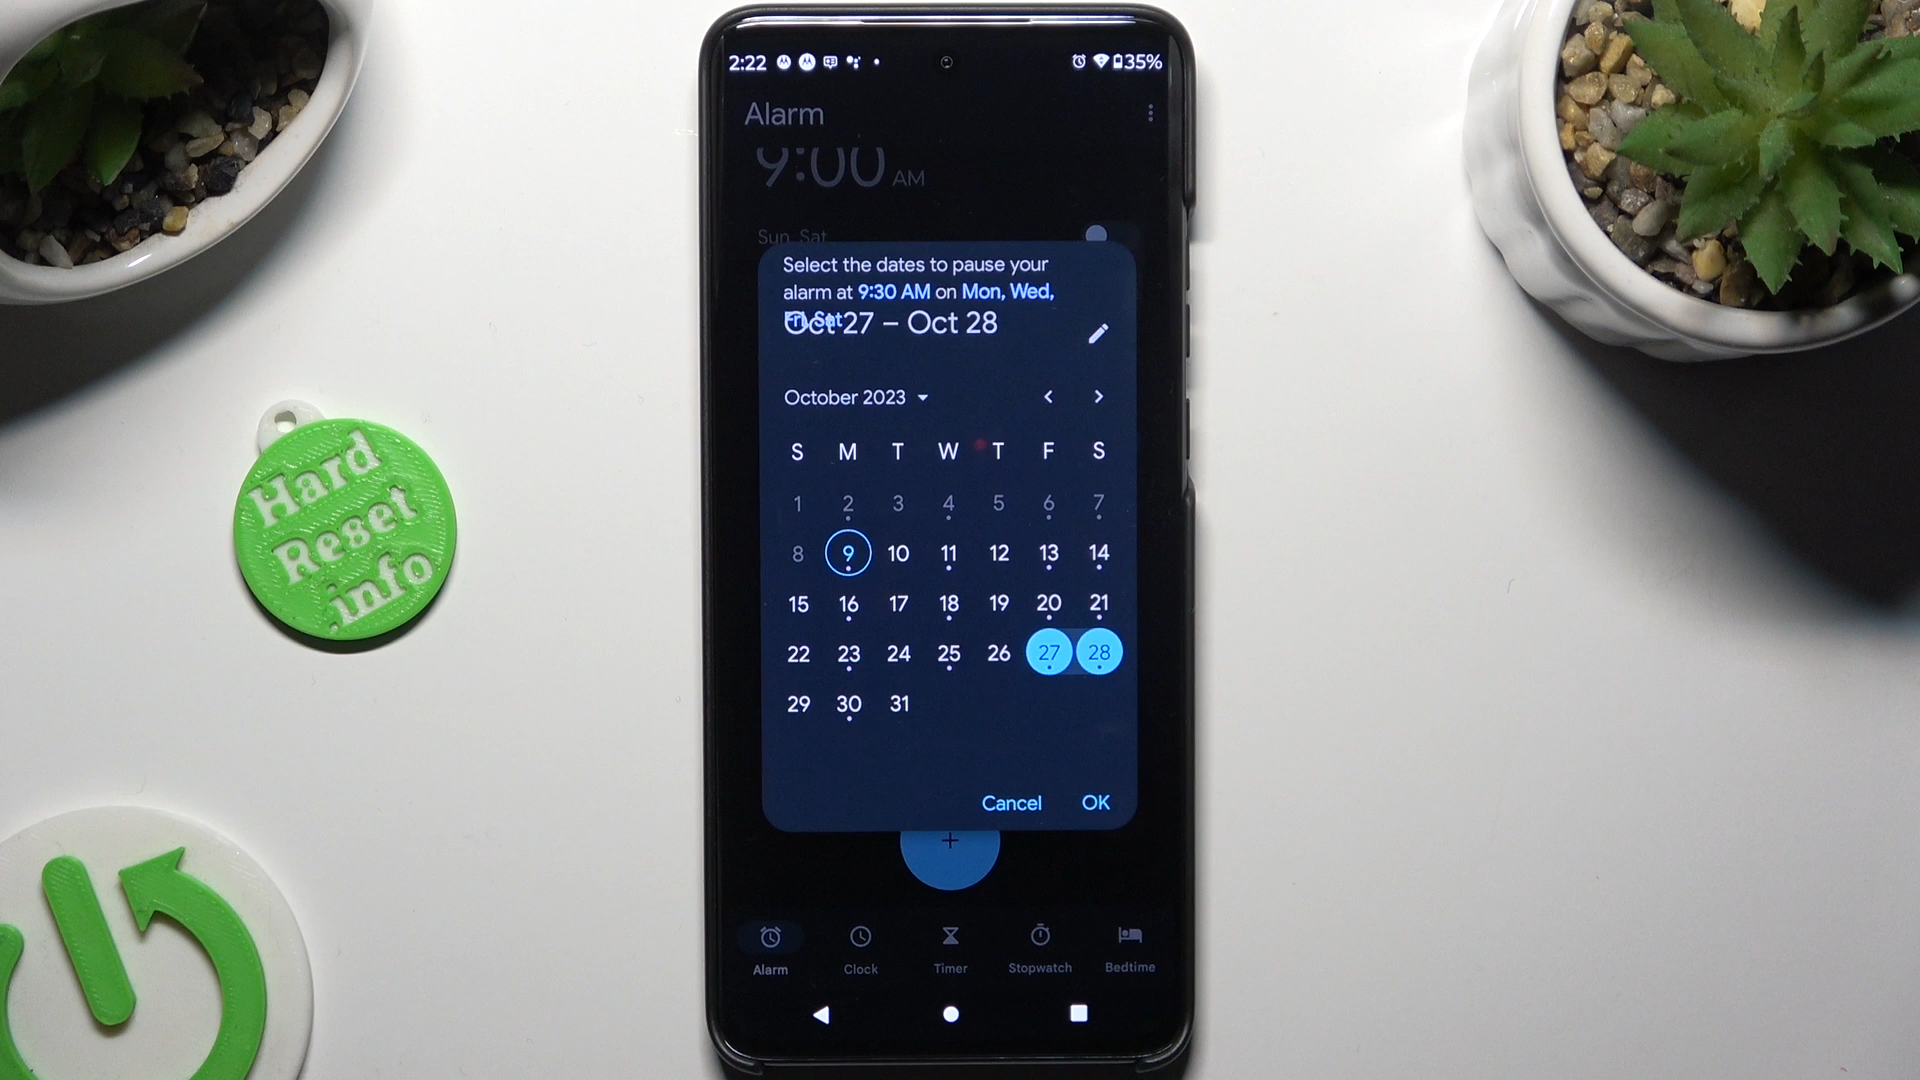 2:22
35%
Alarm
9:00 AM
Sun, Sat
Select the dates to pause your
alarm at 9:30 AM on Mon, Wed,
Fri, Sat
Oct 27 – Oct 28
October 2023
S M T W T F S
1 2 3 4 5 6 7
8 9 10 11 12 13 14
15 16 17 18 19 20 21
22 23 24 25 26 27 28
29 30 31
Cancel OK
+
Alarm Clock Timer Stopwatch Bedtime
Hard
Reset
.info